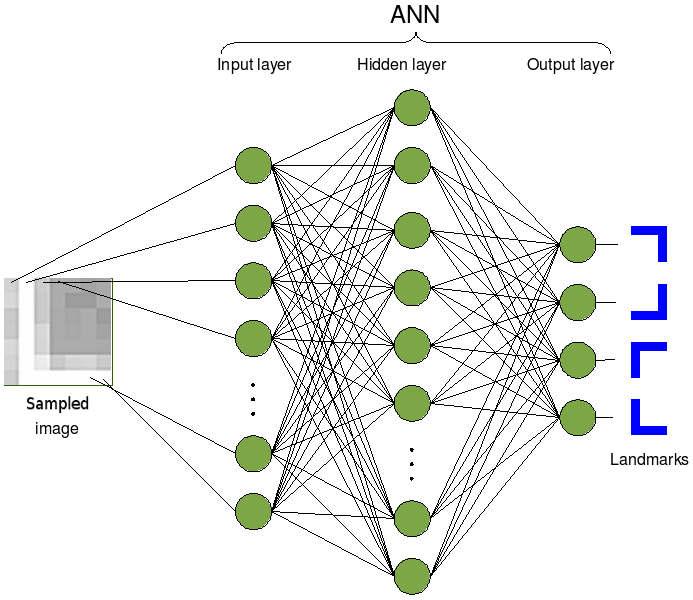 ANN
Input layer
Hidden layer
Output layer
Sampled
image
Landmarks